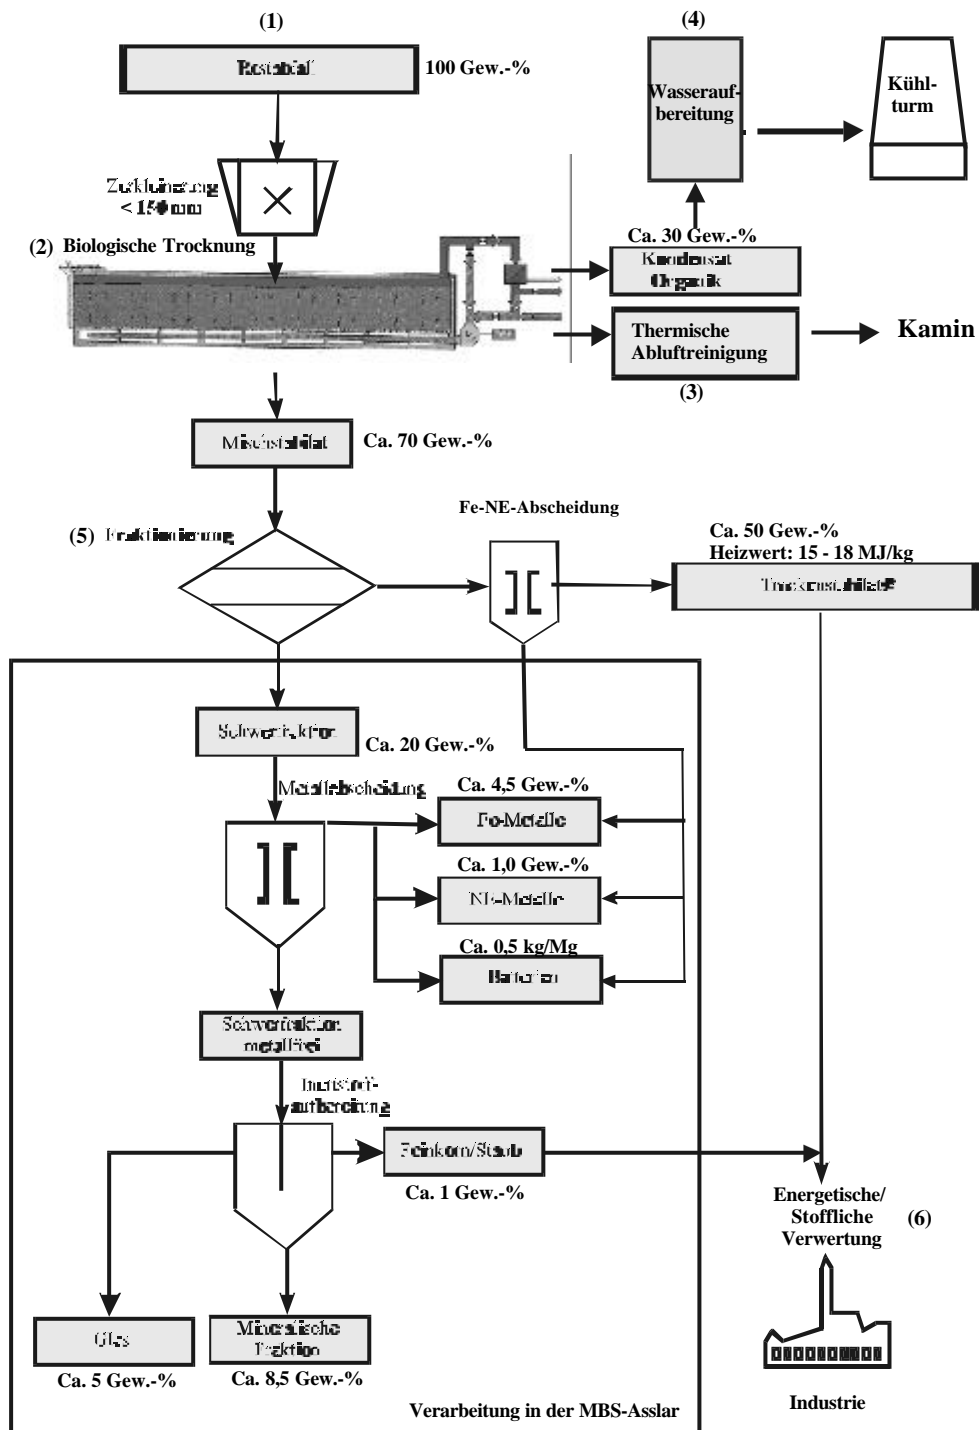 (1)
Restabfall
100 Gew.-%
(4)
Wasserauf-
bereitung
Kühl-
turm
Zerkleinerung
< 150 mm
(2) Biologische Trocknung
Ca. 30 Gew.-%
Kondensat
Organik
Thermische
Abluftreinigung
Kamin
(3)
Mischstabilat
Ca. 70 Gew.-%
Fe-NE-Abscheidung
(5) Fraktionierung
Ca. 50 Gew.-%
Heizwert: 15 - 18 MJ/kg
Trockenstabilat®
Schwerfraktion
Ca. 20 Gew.-%
Metallabscheidung
Ca. 4,5 Gew.-%
Fe-Metalle
Ca. 1,0 Gew.-%
NE-Metalle
Ca. 0,5 kg/Mg
Batterien
Schwerfraktion
metallfrei
Inertstoff-
aufbereitung
Feinkorn/Staub
Ca. 1 Gew.-%
Energetische/
Stoffliche
Verwertung
(6)
Glas
Ca. 5 Gew.-%
Mineralische
Fraktion
Ca. 8,5 Gew.-%
Industrie
Verarbeitung in der MBS-Asslar